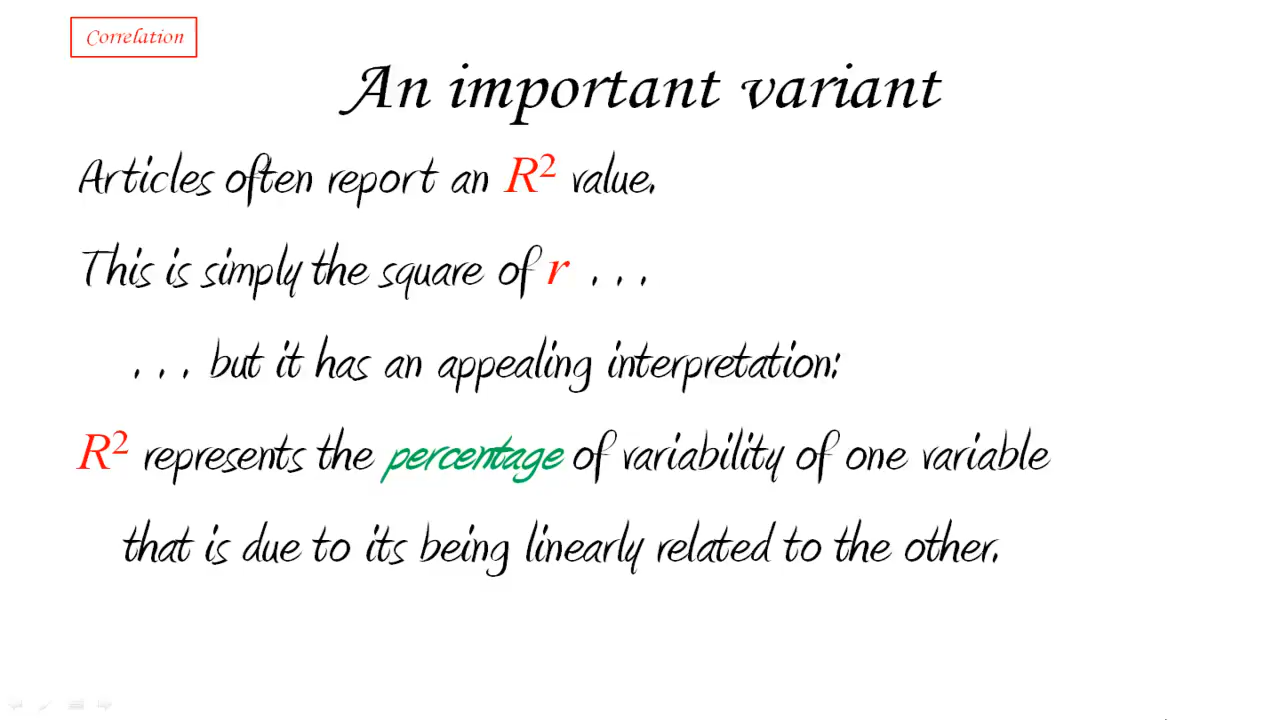 Correlation
An important variant
Articles often report an R² value.
This is simply the square of r . . .
. . . but it has an appealing interpretation:
R² represents the percentage of variability of one variable
that is due to its being linearly related to the other.